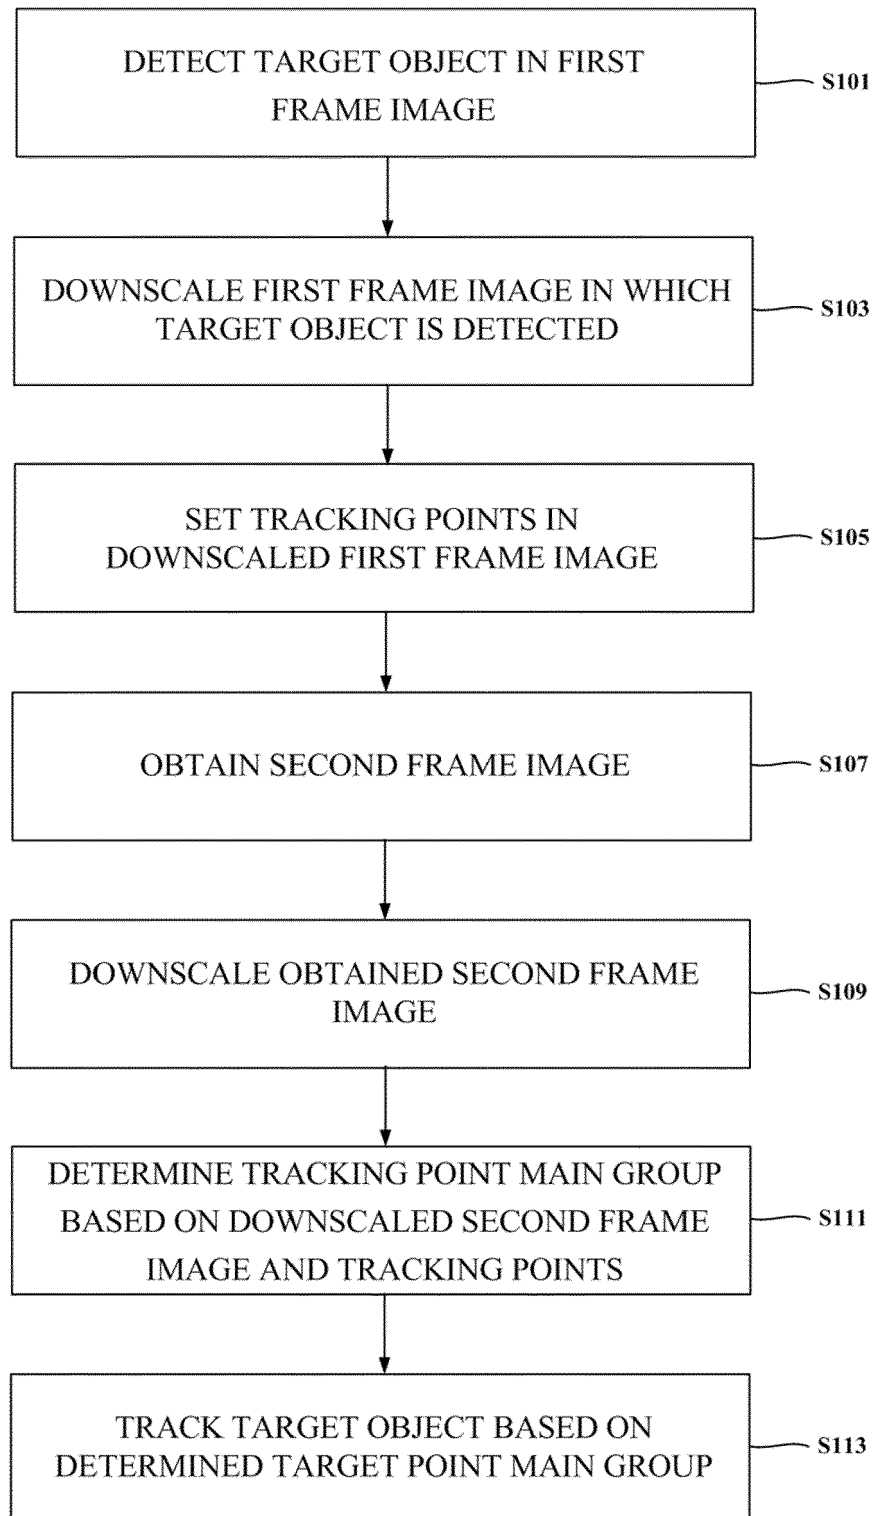 DETECT TARGET OBJECT IN FIRST
FRAME IMAGE
S101
DOWNSCALE FIRST FRAME IMAGE IN WHICH
TARGET OBJECT IS DETECTED
S103
SET TRACKING POINTS IN
DOWNSCALED FIRST FRAME IMAGE
S105
OBTAIN SECOND FRAME IMAGE
S107
DOWNSCALE OBTAINED SECOND FRAME
IMAGE
S109
DETERMINE TRACKING POINT MAIN GROUP
BASED ON DOWNSCALED SECOND FRAME
IMAGE AND TRACKING POINTS
S111
TRACK TARGET OBJECT BASED ON
DETERMINED TARGET POINT MAIN GROUP
S113